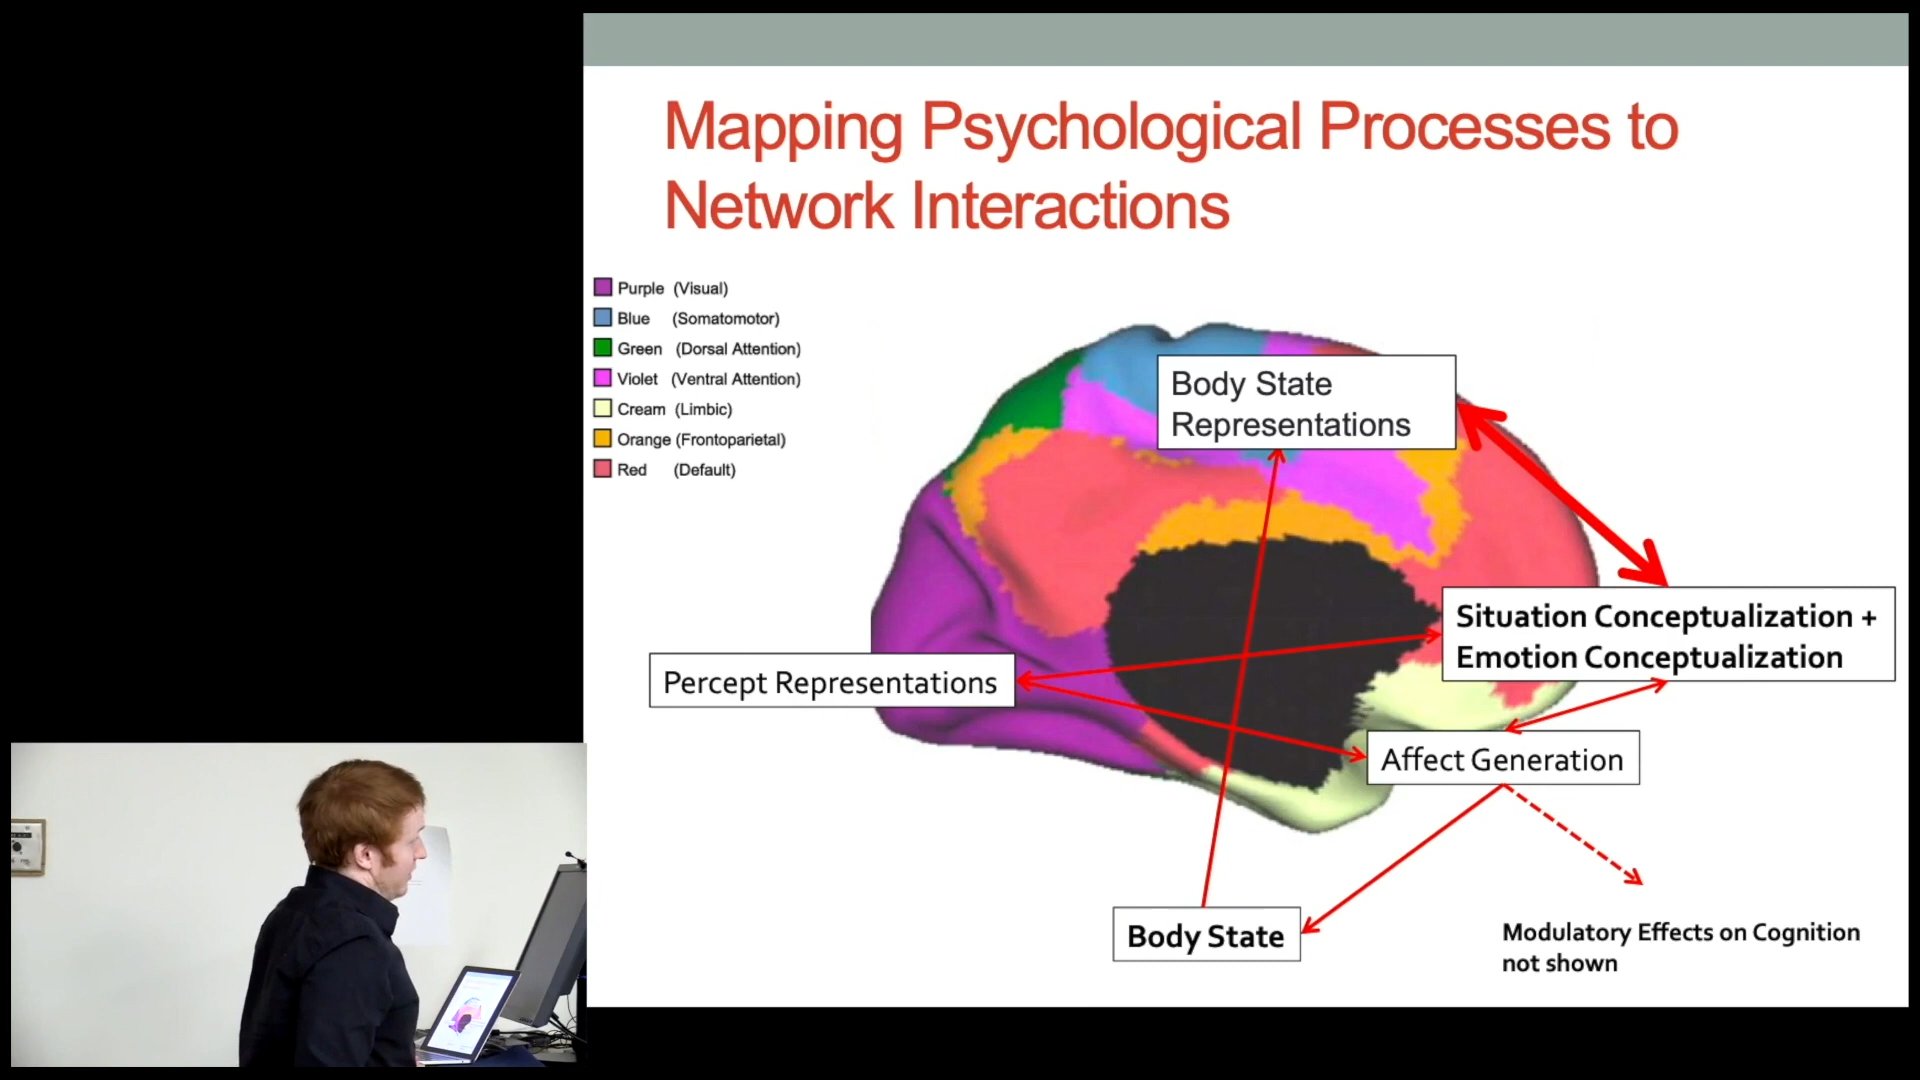 Mapping Psychological Processes to
Network Interactions
Purple (Visual)
Blue (Somatomotor)
Green (Dorsal Attention)
Violet (Ventral Attention)
Cream (Limbic)
Orange (Frontoparietal)
Red (Default)
Body State
Representations
Situation Conceptualization +
Emotion Conceptualization
Percept Representations
Affect Generation
Body State
Modulatory Effects on Cognition
not shown